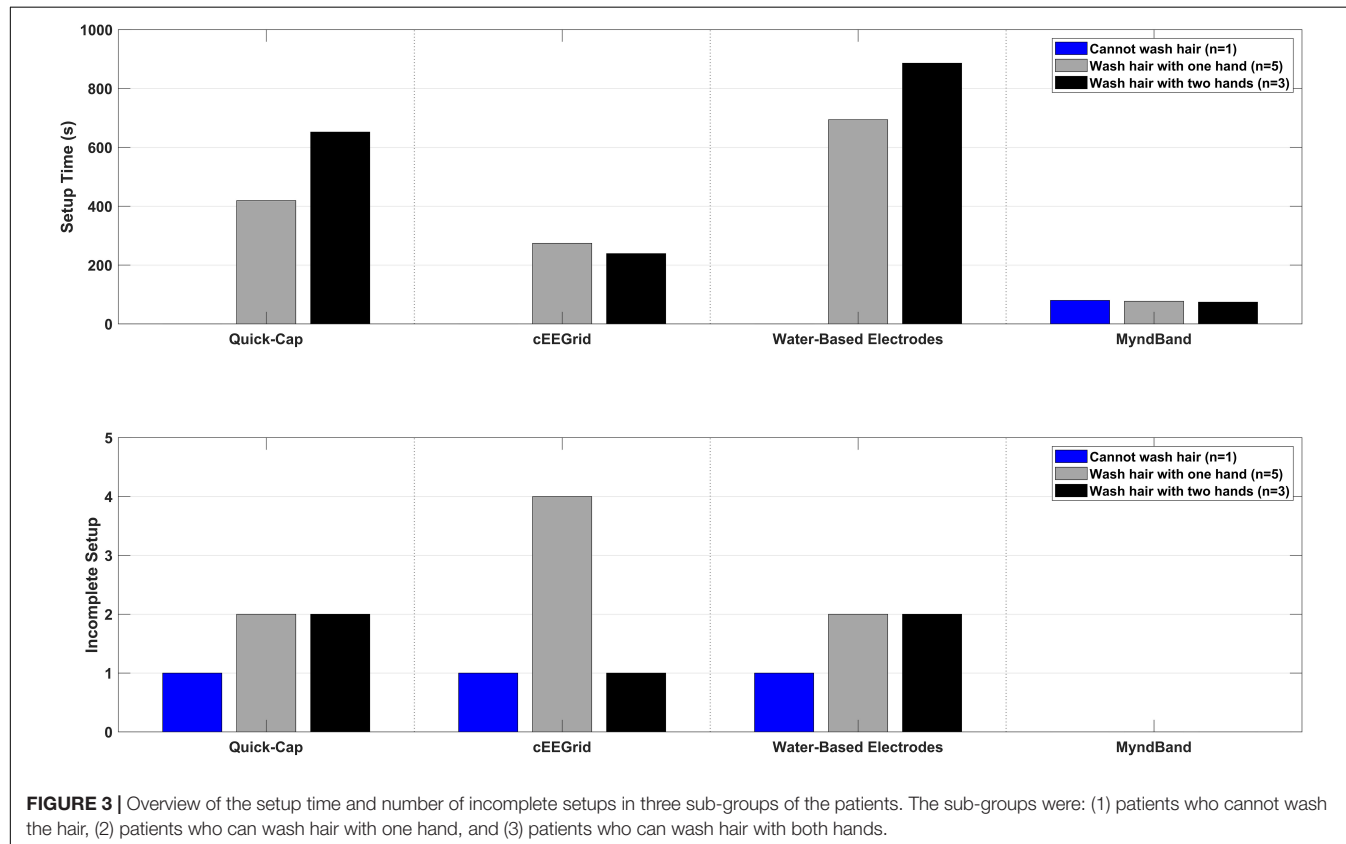 1000
800
600
400
200
0
Setup Time (s)
Cannot wash hair (n=1)
Wash hair with one hand (n=5)
Wash hair with two hands (n=3)
Quick-Cap
cEEGrid
Water-Based Electrodes
MyndBand
5
4
3
2
1
0
Incomplete Setup
Cannot wash hair (n=1)
Wash hair with one hand (n=5)
Wash hair with two hands (n=3)
Quick-Cap
cEEGrid
Water-Based Electrodes
MyndBand
FIGURE 3 | Overview of the setup time and number of incomplete setups in three sub-groups of the patients. The sub-groups were: (1) patients who cannot wash
the hair, (2) patients who can wash hair with one hand, and (3) patients who can wash hair with both hands.